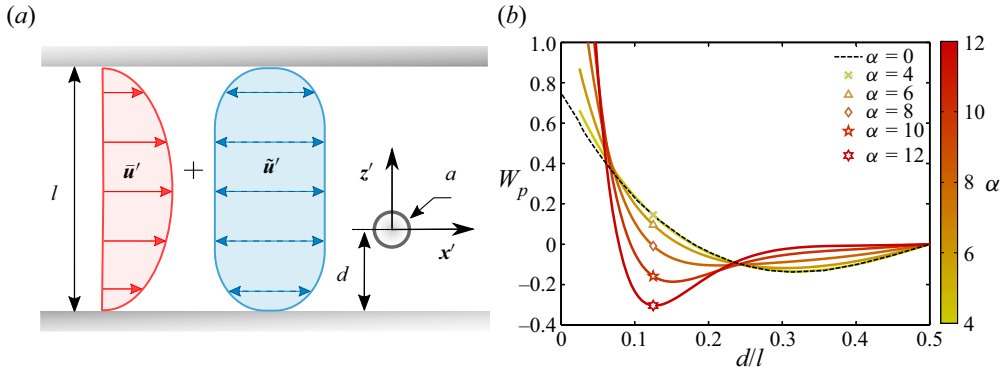 (a)
l
ū′
+
ũ′
z′
a
x′
d
(b)
1.0
0.8
0.6
0.4
0.2
0
–0.2
–0.4
W_p
0
0.1
0.2
0.3
0.4
0.5
d/l
α = 0
α = 4
α = 6
α = 8
α = 10
α = 12
12
10
8
6
4
α